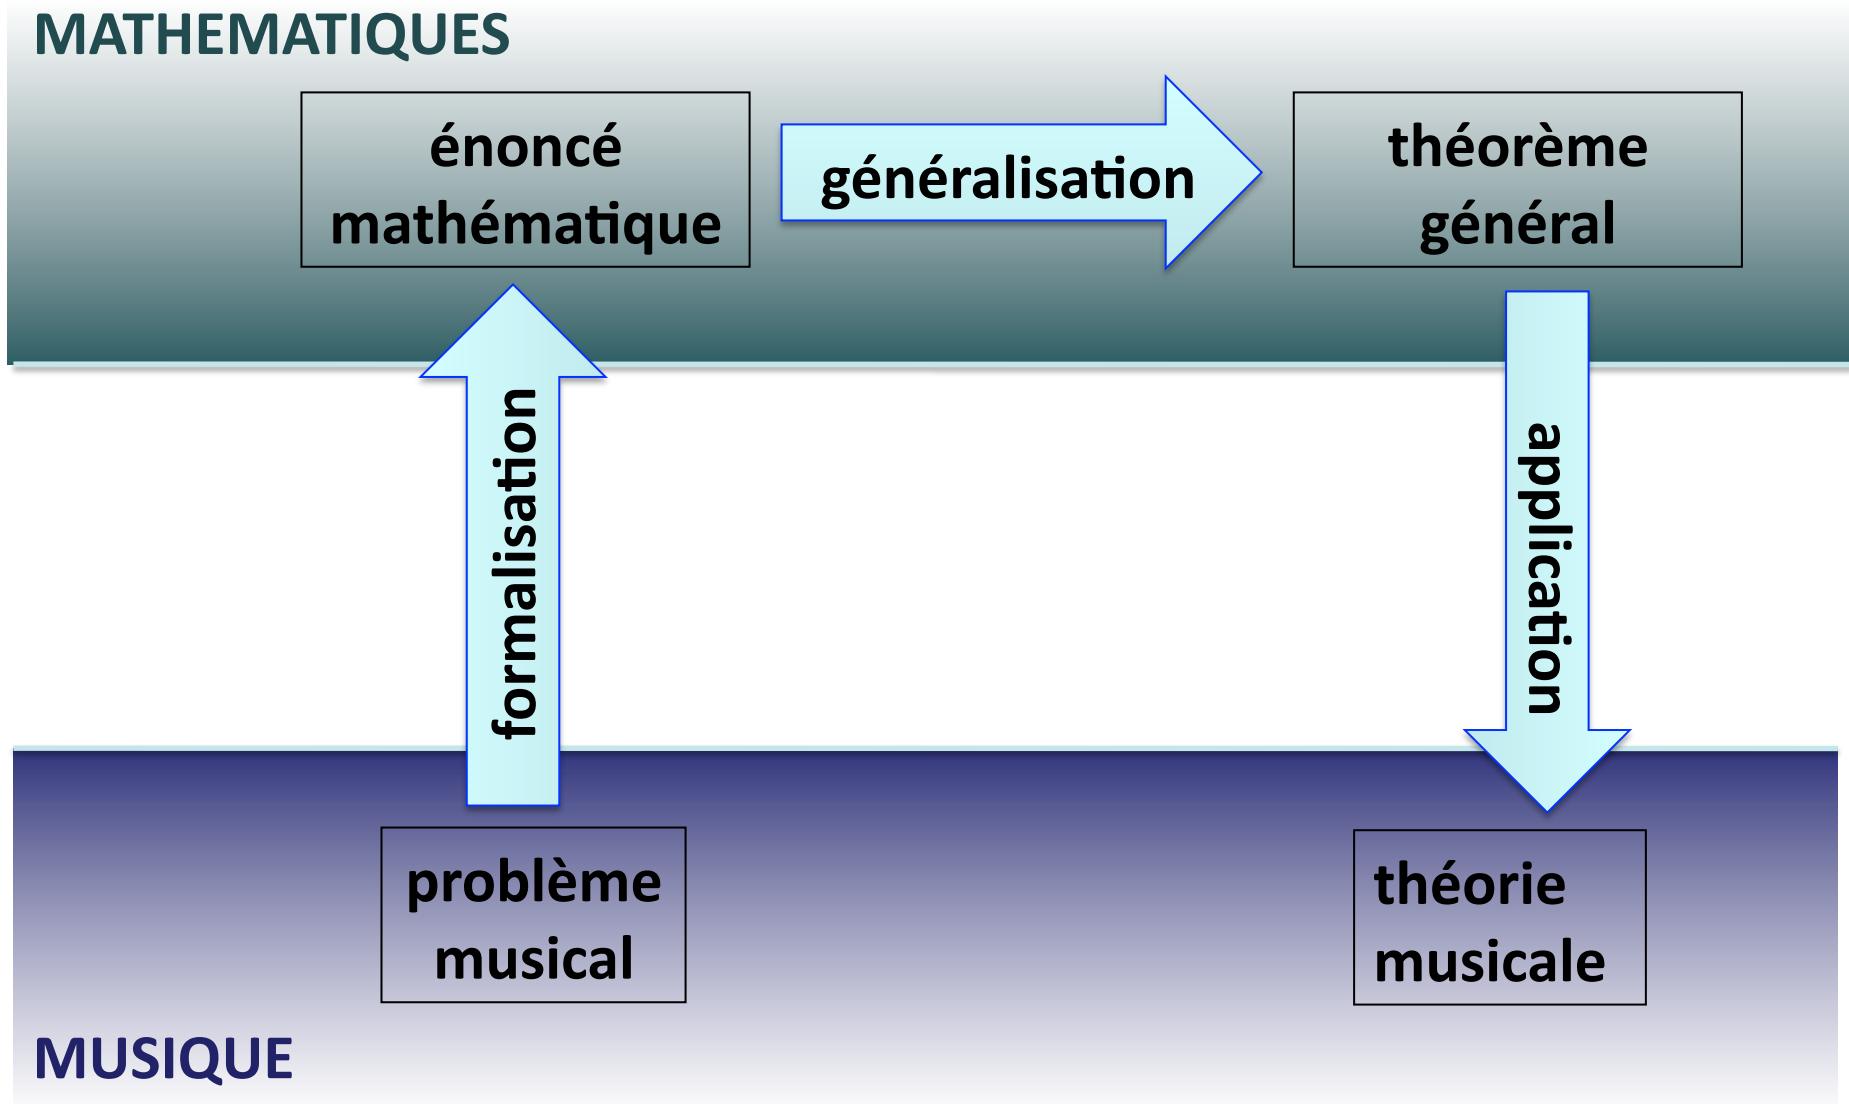 MATHEMATIQUES
énoncé
mathématique
généralisation
théorème
général
formalisation
application
problème
musical
théorie
musicale
MUSIQUE